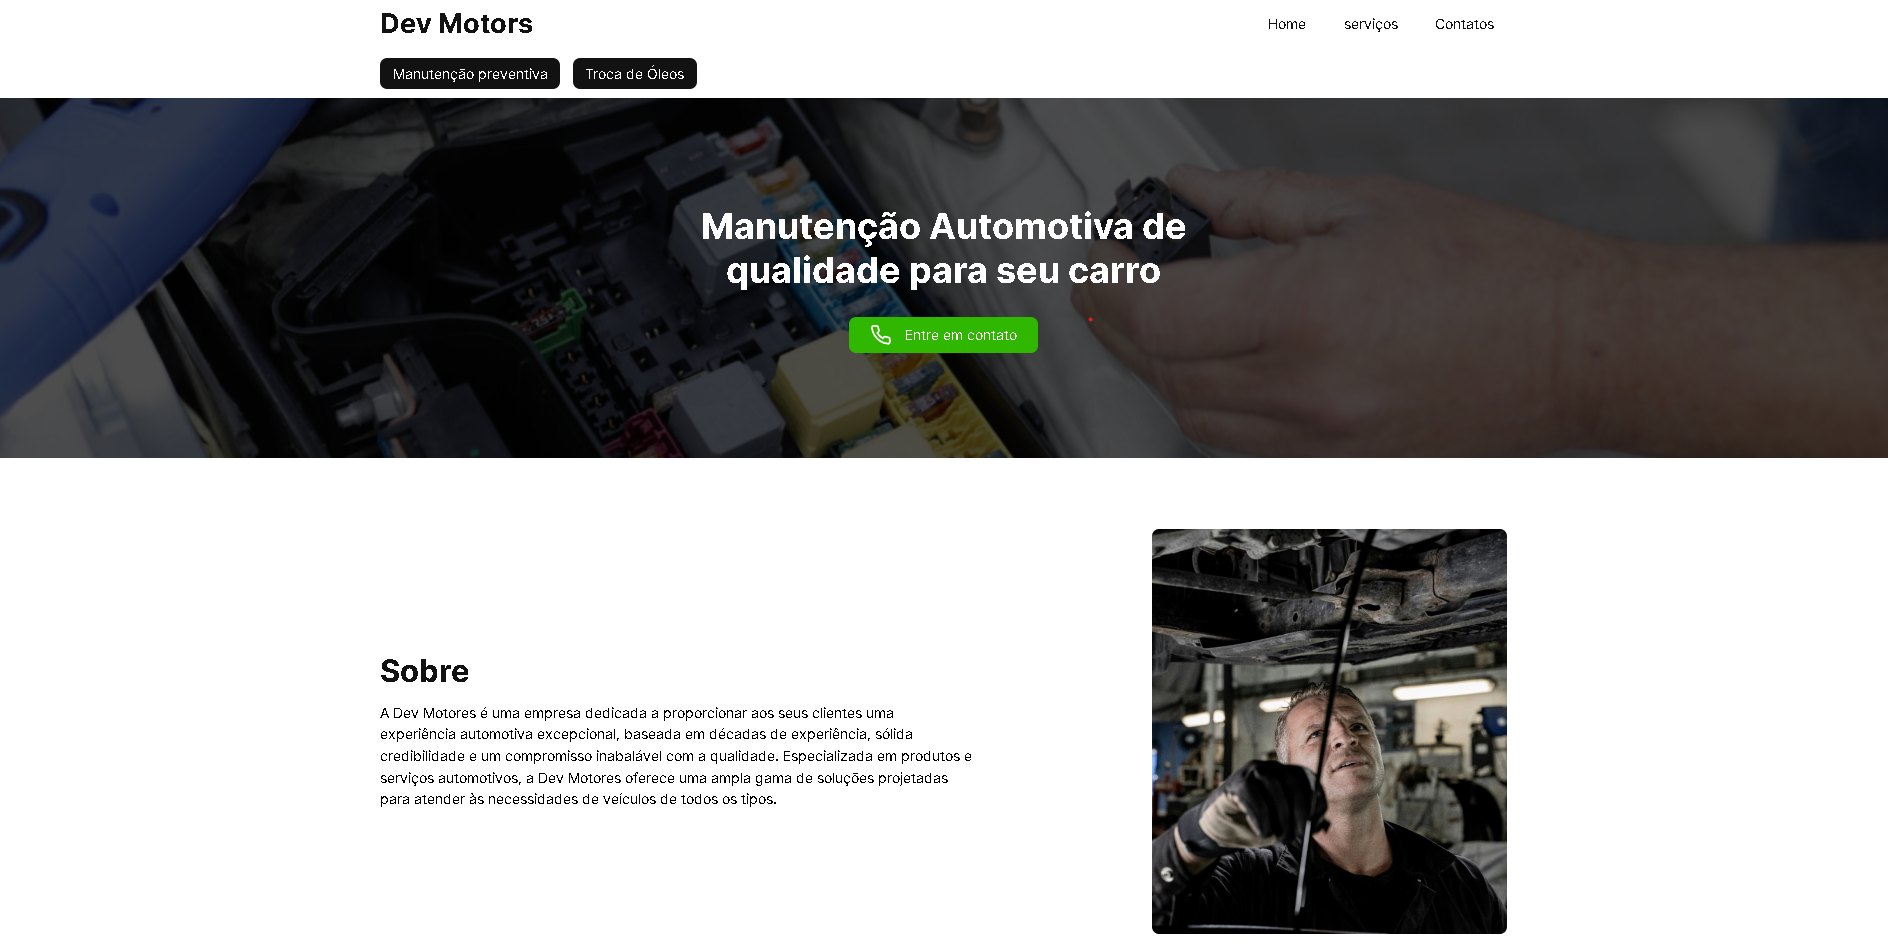 Dev Motors
Home serviços Contatos
Manutenção preventiva Troca de Óleos
Manutenção Automotiva de
qualidade para seu carro
Entre em contato
Sobre
A Dev Motores é uma empresa dedicada a proporcionar aos seus clientes uma
experiência automotiva excepcional, baseada em décadas de experiência, sólida
credibilidade e um compromisso inabalável com a qualidade. Especializada em produtos e
serviços automotivos, a Dev Motores oferece uma ampla gama de soluções projetadas
para atender às necessidades de veículos de todos os tipos.